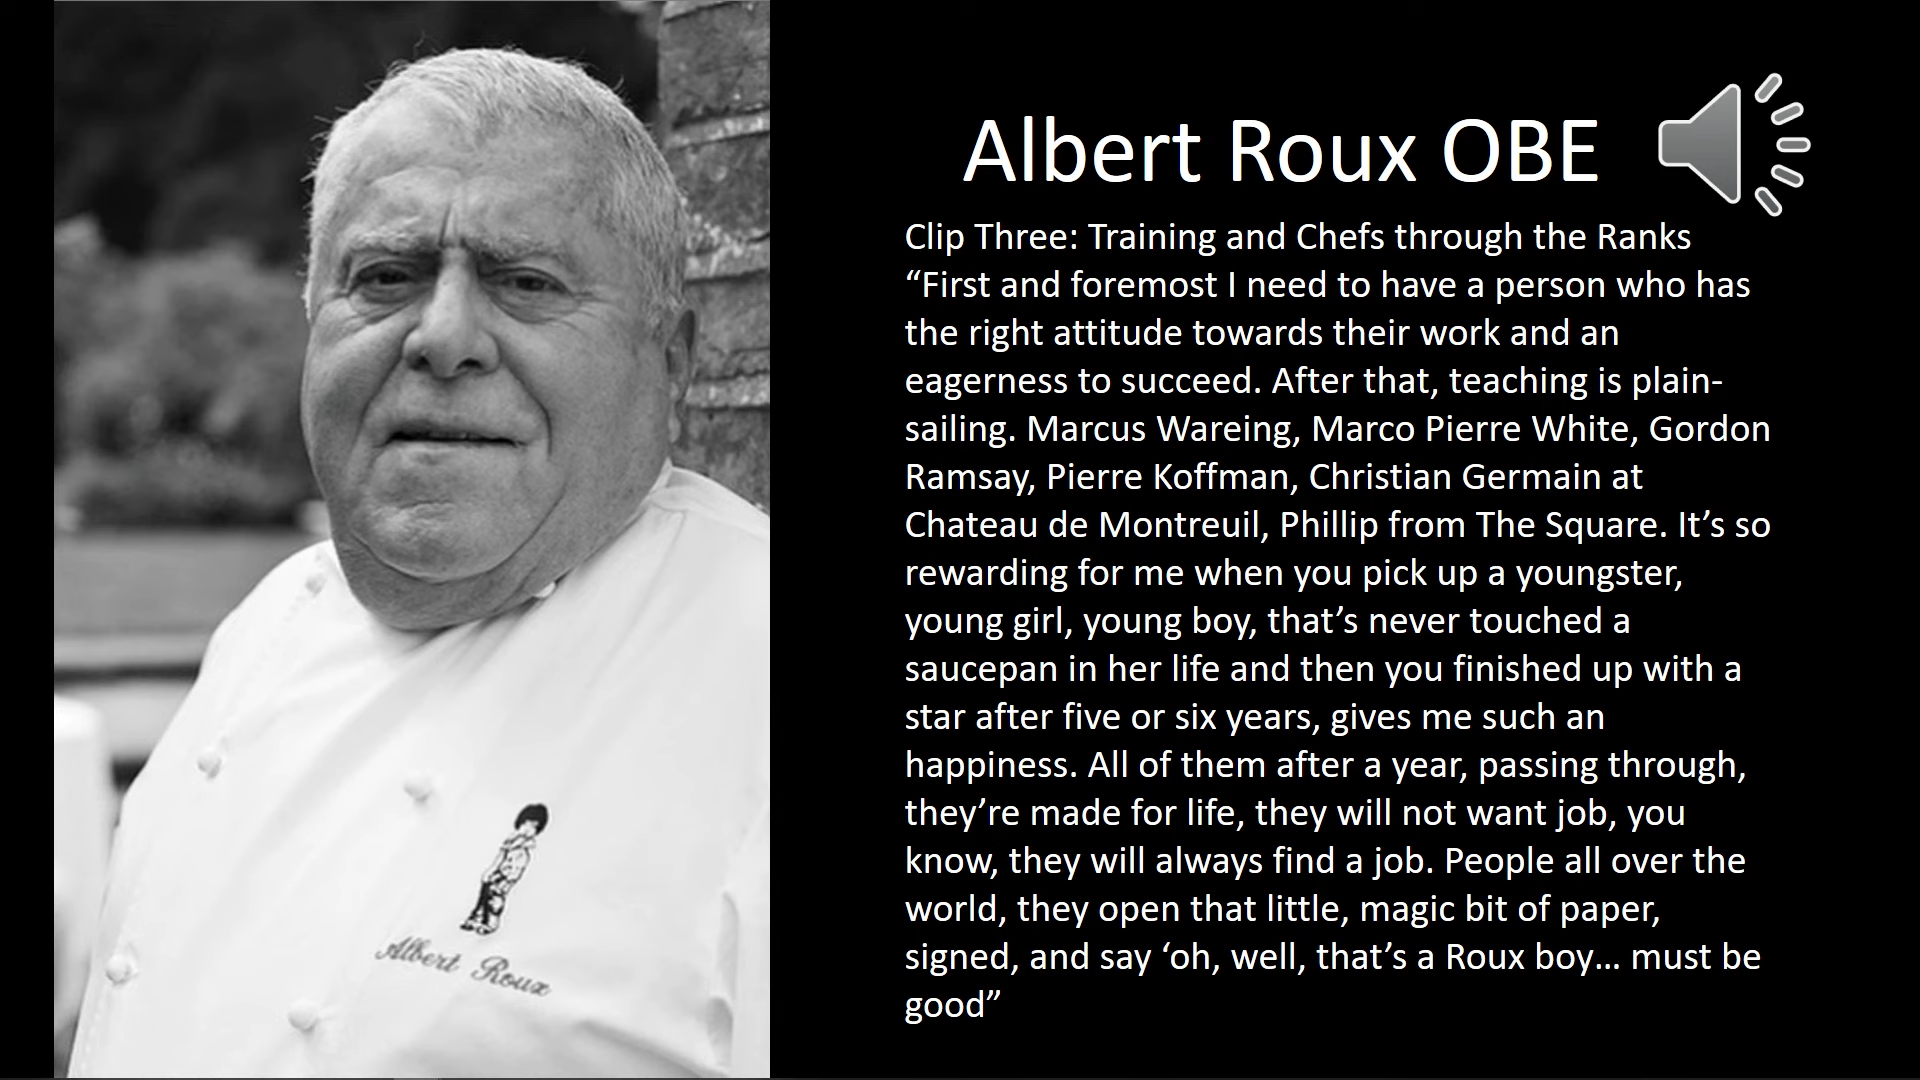 Albert Roux OBE
Clip Three: Training and Chefs through the Ranks
“First and foremost I need to have a person who has
the right attitude towards their work and an
eagerness to succeed. After that, teaching is plain-
sailing. Marcus Wareing, Marco Pierre White, Gordon
Ramsay, Pierre Koffman, Christian Germain at
Chateau de Montreuil, Phillip from The Square. It’s so
rewarding for me when you pick up a youngster,
young girl, young boy, that’s never touched a
saucepan in her life and then you finished up with a
star after five or six years, gives me such an
happiness. All of them after a year, passing through,
they’re made for life, they will not want job, you
know, they will always find a job. People all over the
world, they open that little, magic bit of paper,
signed, and say ‘oh, well, that’s a Roux boy… must be
good”
Albert Roux